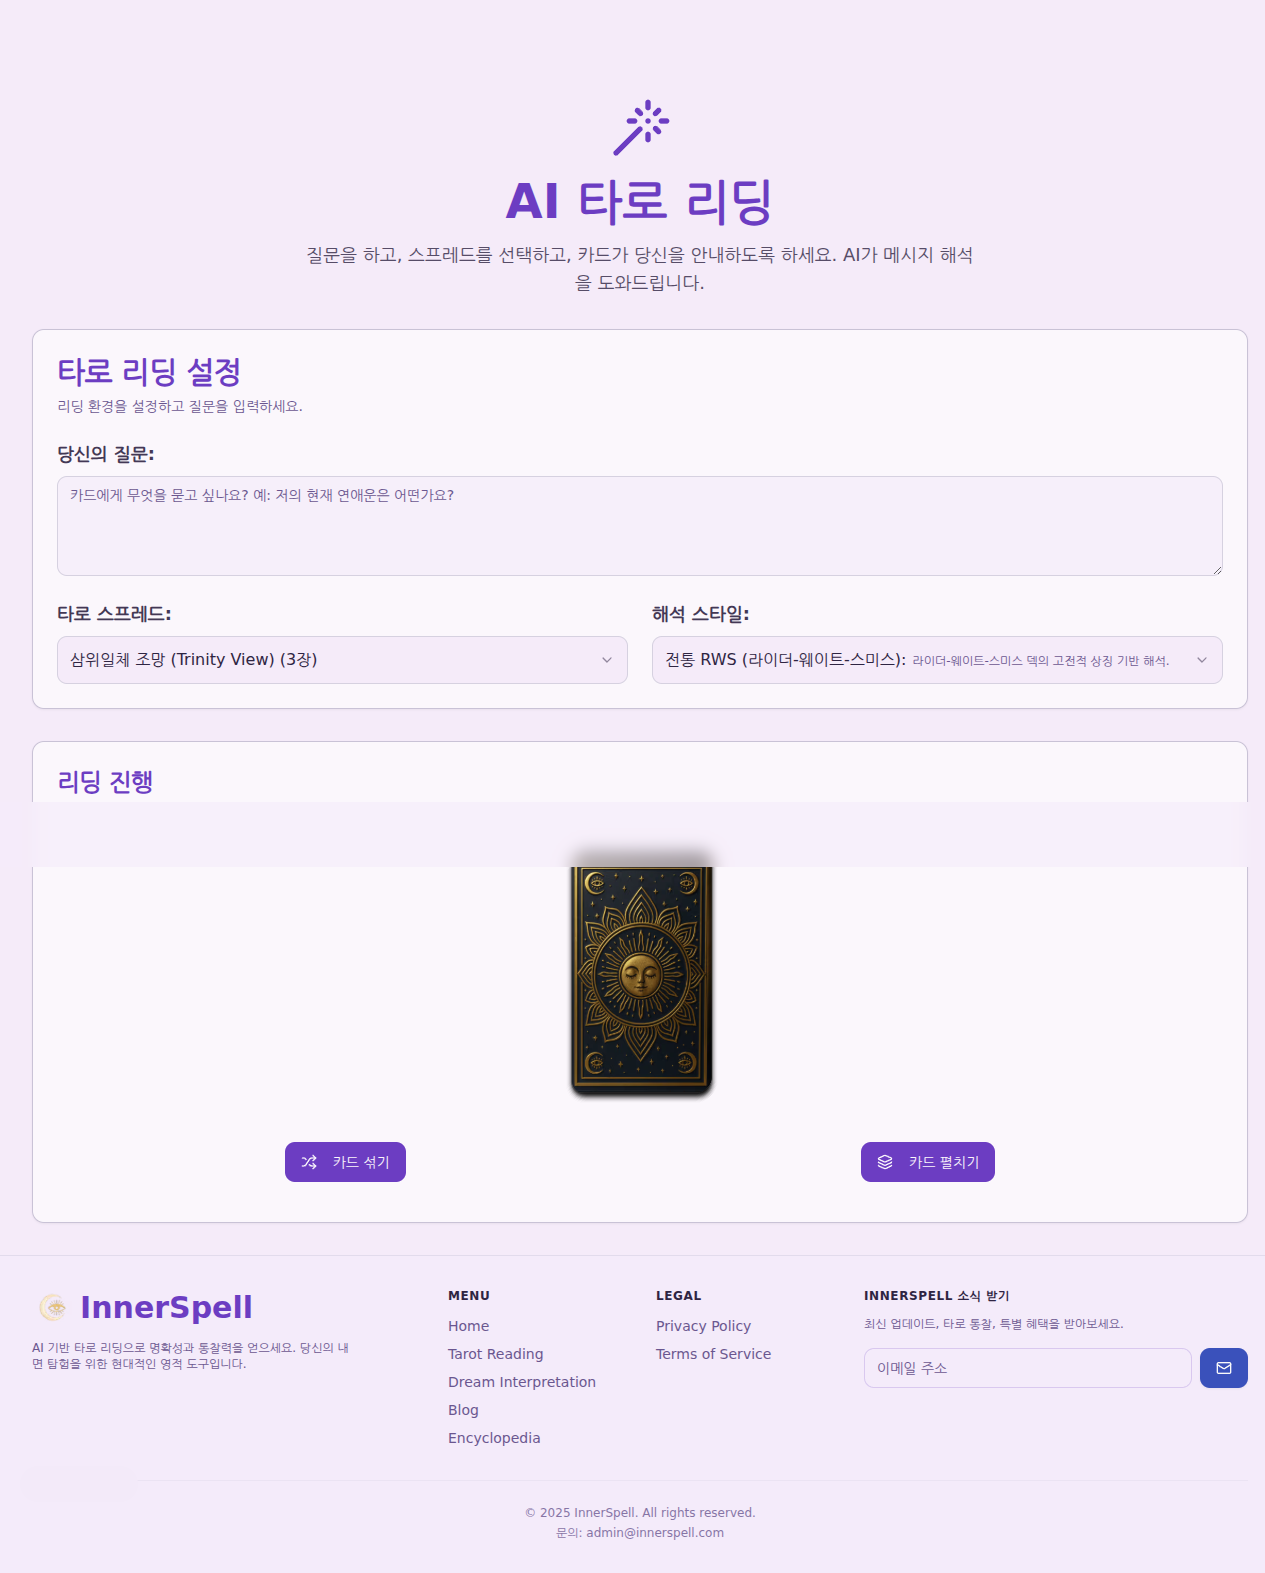 AI 타로 리딩
질문을 하고, 스프레드를 선택하고, 카드가 당신을 안내하도록 하세요. AI가 메시지 해석
을 도와드립니다.
타로 리딩 설정
리딩 환경을 설정하고 질문을 입력하세요.
당신의 질문:
카드에게 무엇을 묻고 싶나요? 예: 저의 현재 연애운은 어떤가요?
타로 스프레드:
삼위일체 조망 (Trinity View) (3장)
해석 스타일:
전통 RWS (라이더-웨이트-스미스): 라이더-웨이트-스미스 덱의 고전적 상징 기반 해석.
리딩 진행
카드 섞기
카드 펼치기
InnerSpell
AI 기반 타로 리딩으로 명확성과 통찰력을 얻으세요. 당신의 내
면 탐험을 위한 현대적인 영적 도구입니다.
MENU
Home
Tarot Reading
Dream Interpretation
Blog
Encyclopedia
LEGAL
Privacy Policy
Terms of Service
INNERSPELL 소식 받기
최신 업데이트, 타로 통찰, 특별 혜택을 받아보세요.
이메일 주소
© 2025 InnerSpell. All rights reserved.
문의: admin@innerspell.com